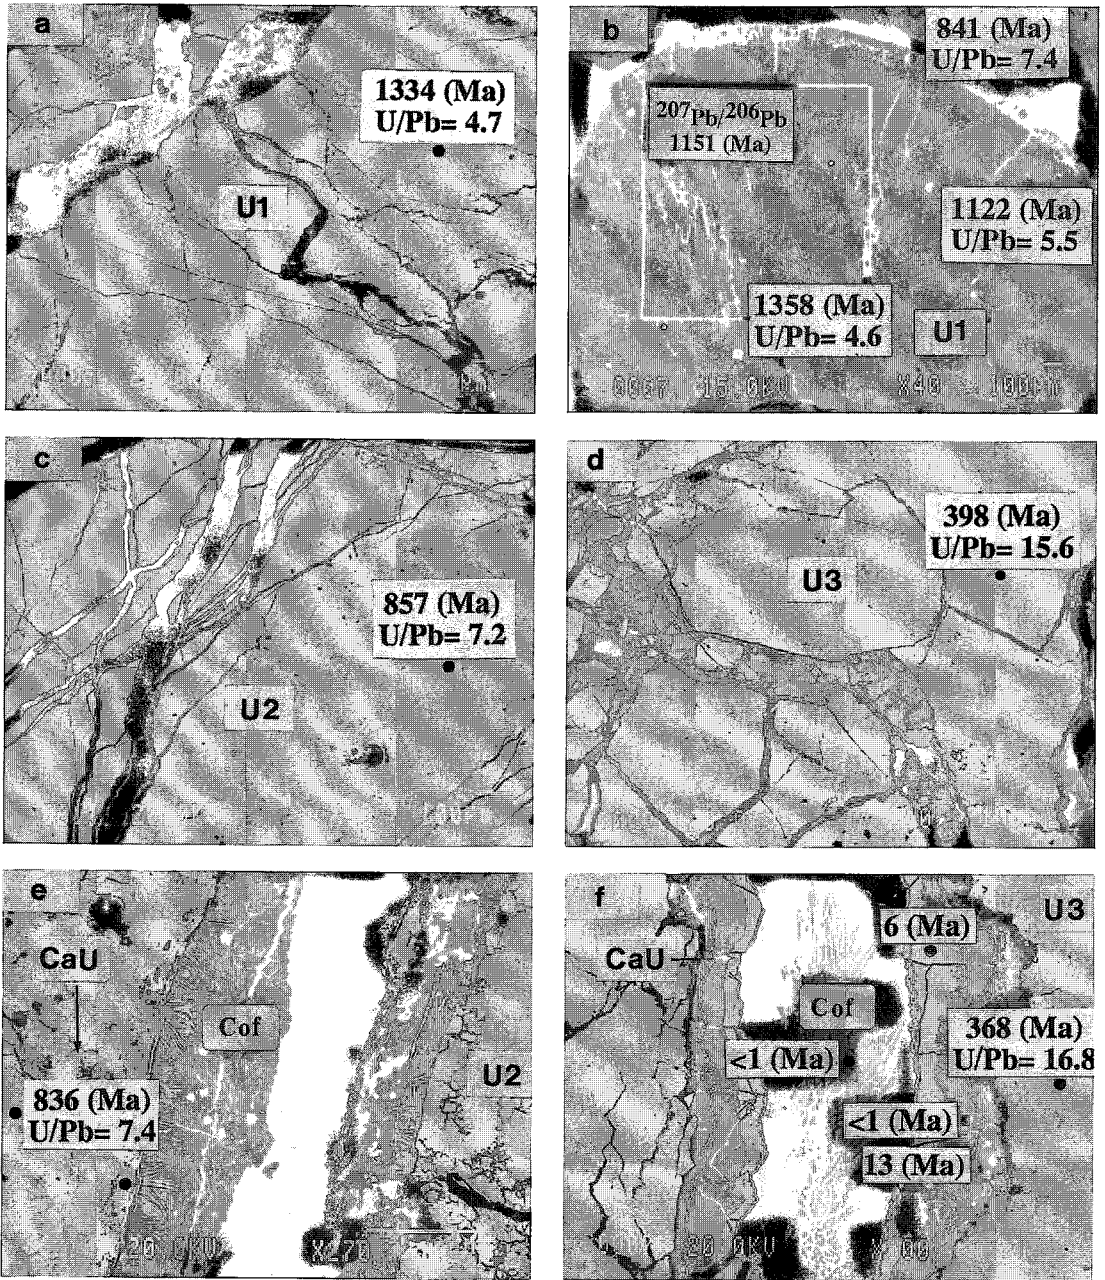 a
1334 (Ma)
U/Pb= 4.7
U1
b
841 (Ma)
U/Pb= 7.4
207Pb/206Pb
1151 (Ma)
1122 (Ma)
U/Pb= 5.5
1358 (Ma)
U/Pb= 4.6
U1
15.0KV X40 100µm
c
857 (Ma)
U/Pb= 7.2
U2
d
398 (Ma)
U/Pb= 15.6
U3
e
CaU
Cof
U2
836 (Ma)
U/Pb= 7.4
20 0KV X270
f
U3
6 (Ma)
CaU
Cof
368 (Ma)
U/Pb= 16.8
<1 (Ma)
<1 (Ma)
13 (Ma)
20 0KV